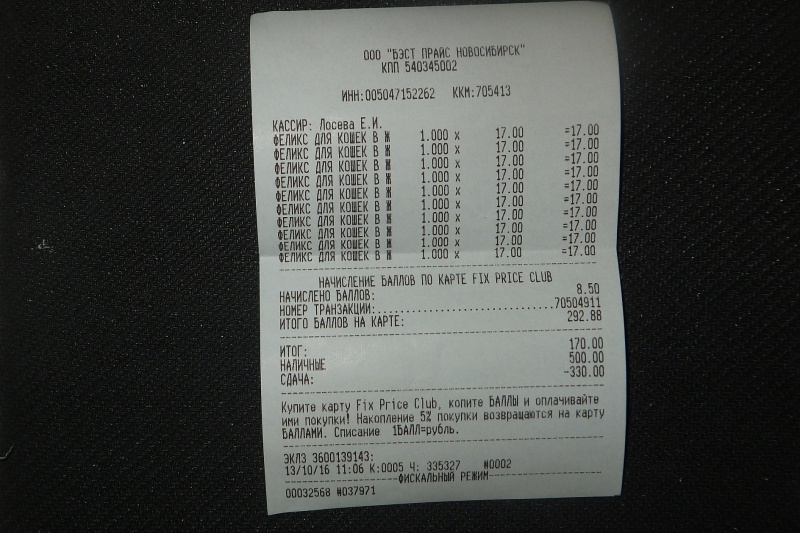 ООО "БЭСТ ПРАЙС НОВОСИБИРСК"
КПП 540345002
ИНН:005047152262 ККМ:705413
КАССИР: Лосева Е.И.
ФЕЛИКС ДЛЯ КОШЕК В Ж 1.000 x 17.00 =17.00
ФЕЛИКС ДЛЯ КОШЕК В Ж 1.000 x 17.00 =17.00
ФЕЛИКС ДЛЯ КОШЕК В Ж 1.000 x 17.00 =17.00
ФЕЛИКС ДЛЯ КОШЕК В Ж 1.000 x 17.00 =17.00
ФЕЛИКС ДЛЯ КОШЕК В Ж 1.000 x 17.00 =17.00
ФЕЛИКС ДЛЯ КОШЕК В Ж 1.000 x 17.00 =17.00
ФЕЛИКС ДЛЯ КОШЕК В Ж 1.000 x 17.00 =17.00
ФЕЛИКС ДЛЯ КОШЕК В Ж 1.000 x 17.00 =17.00
ФЕЛИКС ДЛЯ КОШЕК В Ж 1.000 x 17.00 =17.00
ФЕЛИКС ДЛЯ КОШЕК В Ж 1.000 x 17.00 =17.00
НАЧИСЛЕНИЕ БАЛЛОВ ПО КАРТЕ FIX PRICE CLUB
НАЧИСЛЕНО БАЛЛОВ: 8.50
НОМЕР ТРАНЗАКЦИИ:..............................70504911
ИТОГО БАЛЛОВ НА КАРТЕ: 292.88
ИТОГ: 170.00
НАЛИЧНЫЕ 500.00
СДАЧА: -330.00
Купите карту Fix Price Club, копите БАЛЛЫ и оплачивайте
ими покупки! Накопление 5% покупки возвращаются на карту
БАЛЛАМИ. Списание 1БАЛЛ=рубль.
ЭКЛЗ 3600139143:
13/10/16 11:06 К:0005 Ч: 335327 #0002
ФИСКАЛЬНЫЙ РЕЖИМ
00032568 #037971